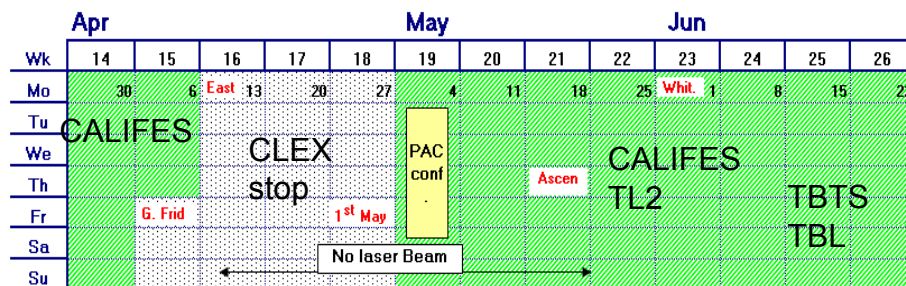 Apr May Jun
Wk 14 15 16 17 18 19 20 21 22 23 24 25 26
Mo 30 6 East 13 20 27 4 11 18 25 Whit. 1 8 15
Tu
CALIFES
We CLEX PAC CALIFES
Th stop conf Ascen TL2 TBTS
Fr G. Frid 1st May . TBL
Sa
No laser Beam
Su